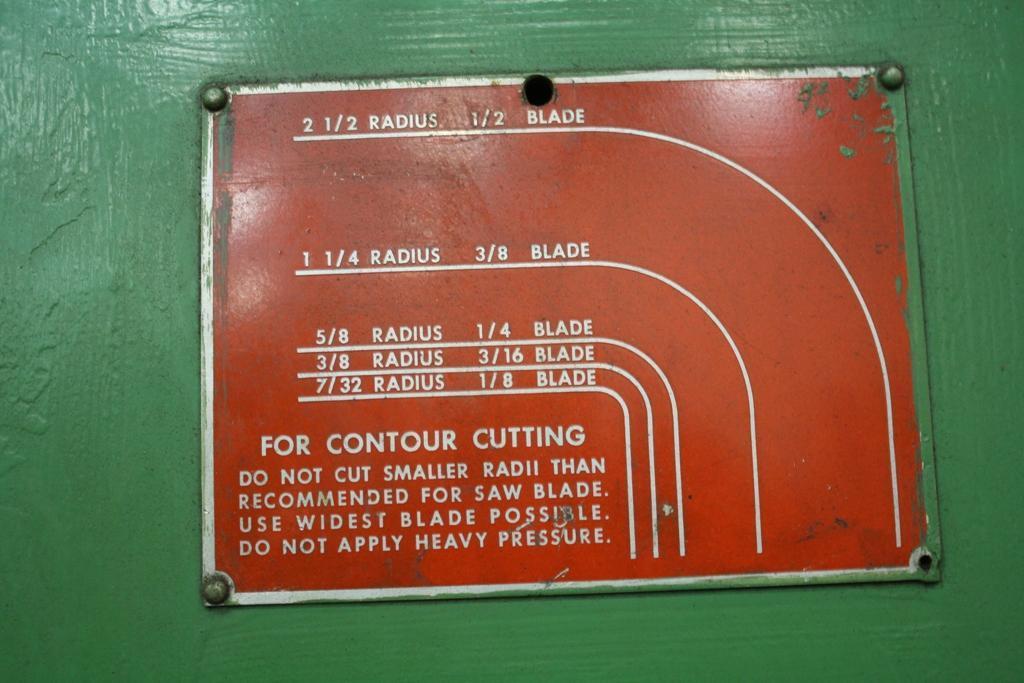 2 1/2 RADIUS 1/2 BLADE
1 1/4 RADIUS 3/8 BLADE
5/8 RADIUS 1/4 BLADE
3/8 RADIUS 3/16 BLADE
7/32 RADIUS 1/8 BLADE
FOR CONTOUR CUTTING
DO NOT CUT SMALLER RADII THAN
RECOMMENDED FOR SAW BLADE.
USE WIDEST BLADE POSSIBLE.
DO NOT APPLY HEAVY PRESSURE.